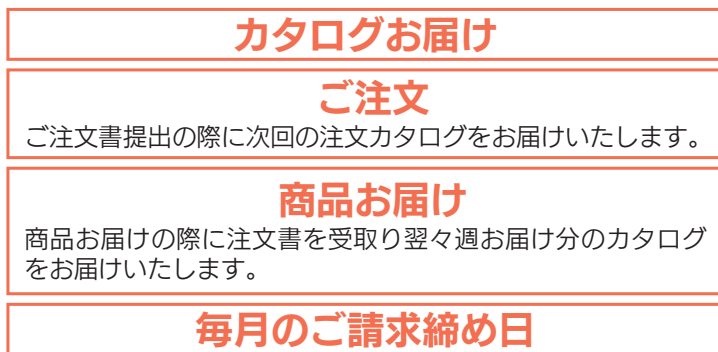 カタログお届け
ご注文
ご注文書提出の際に次回の注文カタログをお届けいたします。
商品お届け
商品お届けの際に注文書を受取り翌々週お届け分のカタログ
をお届けいたします。
毎月のご請求締め日